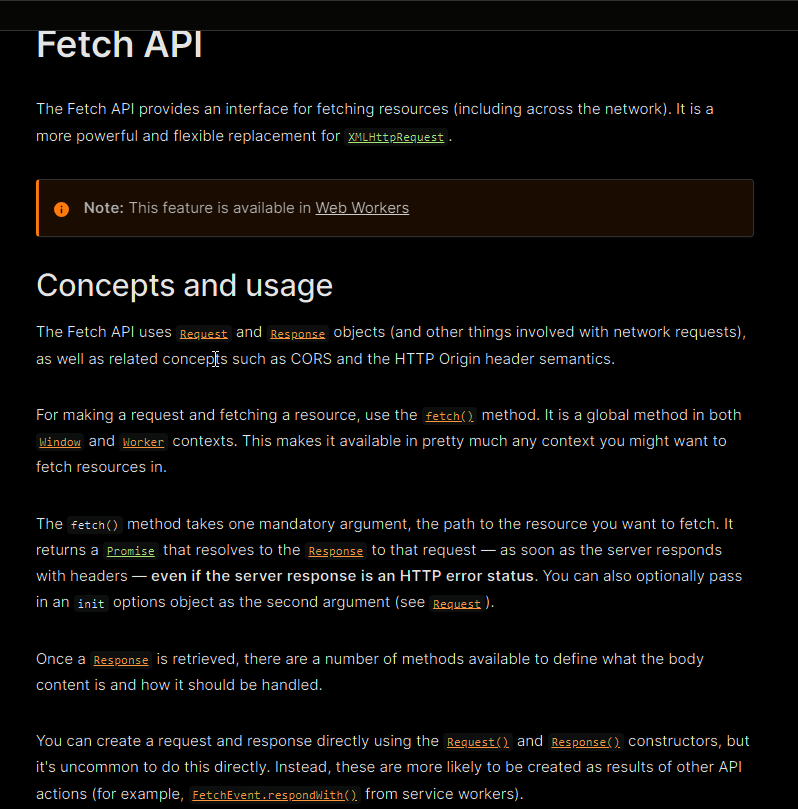 Fetch API
The Fetch API provides an interface for fetching resources (including across the network). It is a
more powerful and flexible replacement for XMLHttpRequest.
Note: This feature is available in Web Workers
Concepts and usage
The Fetch API uses Request and Response objects (and other things involved with network requests),
as well as related concepts such as CORS and the HTTP Origin header semantics.
For making a request and fetching a resource, use the fetch() method. It is a global method in both
Window and Worker contexts. This makes it available in pretty much any context you might want to
fetch resources in.
The fetch() method takes one mandatory argument, the path to the resource you want to fetch. It
returns a Promise that resolves to the Response to that request — as soon as the server responds
with headers — even if the server response is an HTTP error status. You can also optionally pass
in an init options object as the second argument (see Request).
Once a Response is retrieved, there are a number of methods available to define what the body
content is and how it should be handled.
You can create a request and response directly using the Request() and Response() constructors, but
it's uncommon to do this directly. Instead, these are more likely to be created as results of other API
actions (for example, FetchEvent.respondWith() from service workers).